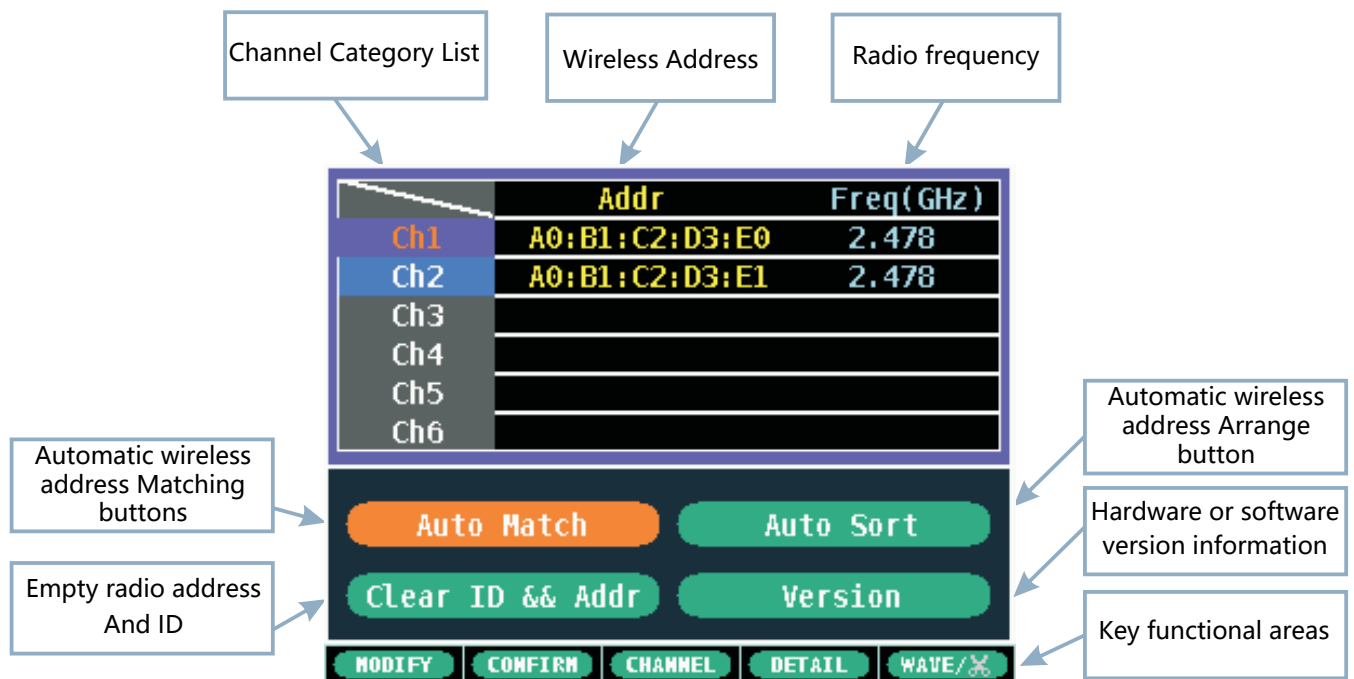 Channel Category List
Wireless Address
Radio frequency
Addr Freq(GHz)
Ch1 A0:B1:C2:D3:E0 2.478
Ch2 A0:B1:C2:D3:E1 2.478
Ch3
Ch4
Ch5
Ch6
Automatic wireless
address Matching
buttons
Automatic wireless
address Arrange
button
Auto Match
Auto Sort
Hardware or software
version information
Empty radio address
And ID
Clear ID && Addr
Version
Key functional areas
MODIFY CONFIRM CHANNEL DETAIL WAVE/